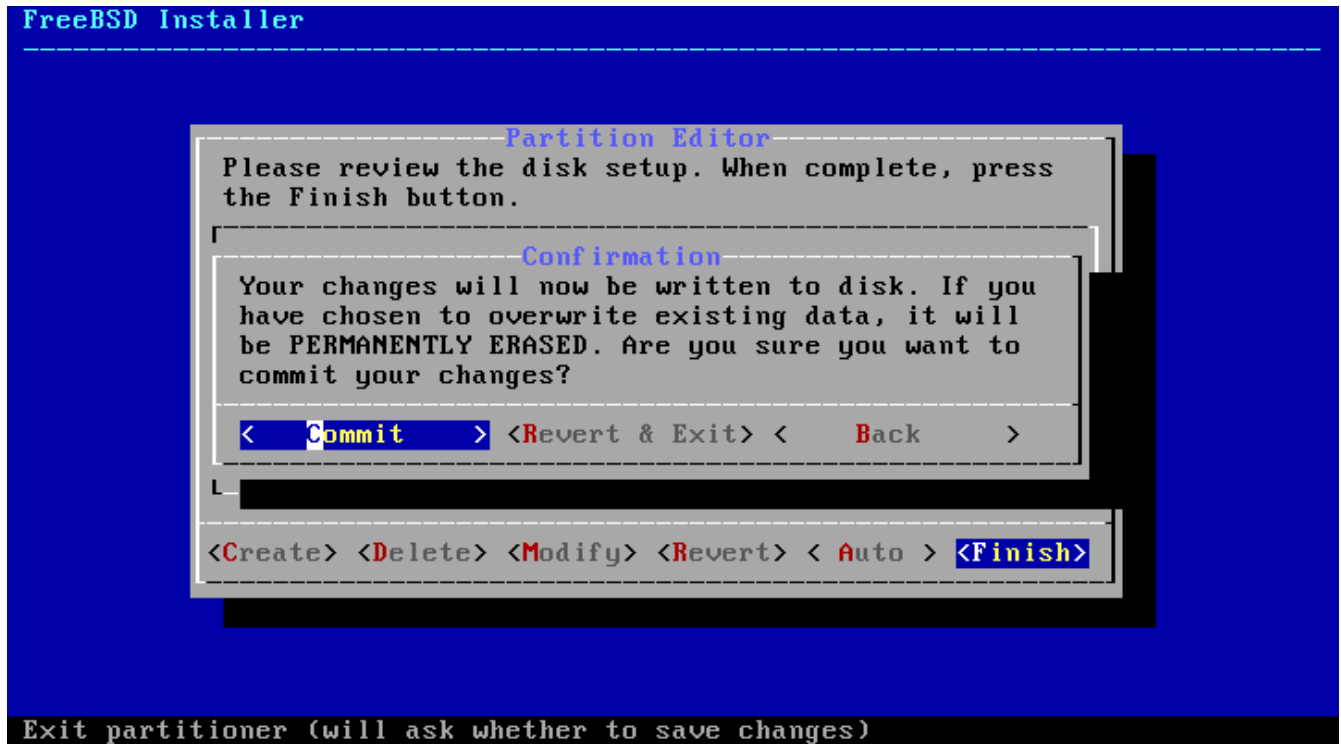 FreeBSD Installer
Partition Editor
Please review the disk setup. When complete, press
the Finish button.
Confirmation
Your changes will now be written to disk. If you
have chosen to overwrite existing data, it will
be PERMANENTLY ERASED. Are you sure you want to
commit your changes?
< Commit > <Revert & Exit> < Back >
<Create> <Delete> <Modify> <Revert> < Auto > <Finish>
Exit partitioner (will ask whether to save changes)